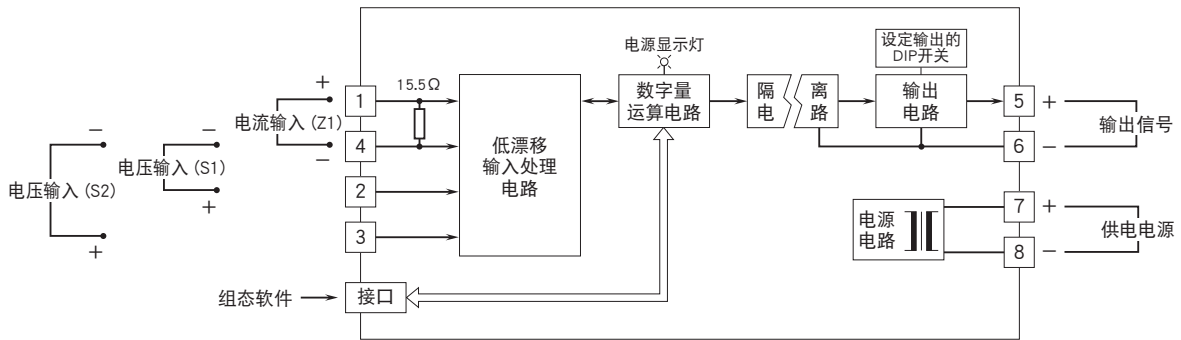 设定输出的
DIP开关
电源显示灯
15.5Ω
+
1
电流输入 (Z1)
−
4
2
3
−
电压输入 (S1)
+
−
电压输入 (S2)
+
低漂移
输入处理
电路
数字量
运算电路
隔 离
电 路
输出
电路
5
+
输出信号
6
−
电源
电路
7
+
供电电源
8
−
组态软件
接口